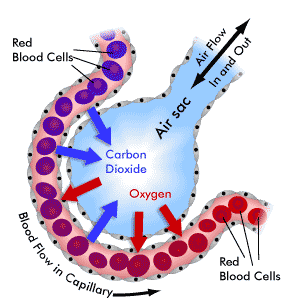 Red
Blood Cells
Air Flow
In and Out
Air sac
Carbon
Dioxide
Oxygen
Blood Flow in Capillary
Red
Blood Cells